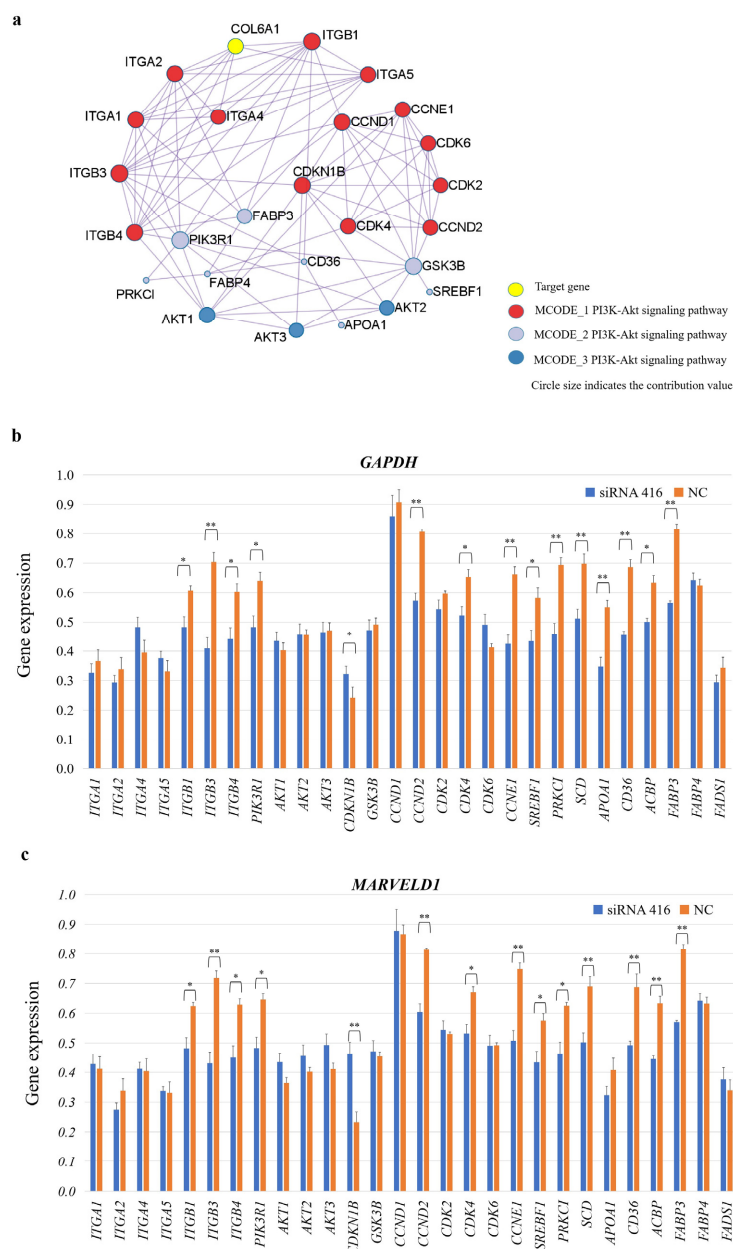 a
COL6A1
ITGB1
ITGA2
ITGA5
ITGA1
ITGA4
CCND1
CCNE1
CDK6
ITGB3
CDKN1B
CDK2
FABP3
ITGB4
PIK3R1
CDK4
CCND2
CD36
GSK3B
PRKCI
FABP4
SREBF1
AKT1
AKT2
AKT3
APOA1
Target gene
MCODE_1 PI3K-Akt signaling pathway
MCODE_2 PI3K-Akt signaling pathway
MCODE_3 PI3K-Akt signaling pathway
Circle size indicates the contribution value
b
GAPDH
siRNA 416 NC
Gene expression
1.0
0.9
0.8
0.7
0.6
0.5
0.4
0.3
0.2
0.1
0.0
* ** * * * ** * ** * ** ** ** ** * **
ITGA1 ITGA2 ITGA4 ITGA5 ITGB1 ITGB3 ITGB4 PIK3R1 AKT1 AKT2 AKT3 CDKN1B GSK3B CCND1 CCND2 CDK2 CDK4 CDK6 CCNE1 SREBF1 PRKCI SCD APOA1 CD36 ACBP FABP3 FABP4 FADS1
c
MARVELD1
siRNA 416 NC
Gene expression
1.0
0.9
0.8
0.7
0.6
0.5
0.4
0.3
0.2
0.1
0.0
* ** * * ** ** * ** * * ** ** ** **
ITGA1 ITGA2 ITGA4 ITGA5 ITGB1 ITGB3 ITGB4 PIK3R1 AKT1 AKT2 AKT3 CDKN1B GSK3B CCND1 CCND2 CDK2 CDK4 CDK6 CCNE1 SREBF1 PRKCI SCD APOA1 CD36 ACBP FABP3 FABP4 FADS1